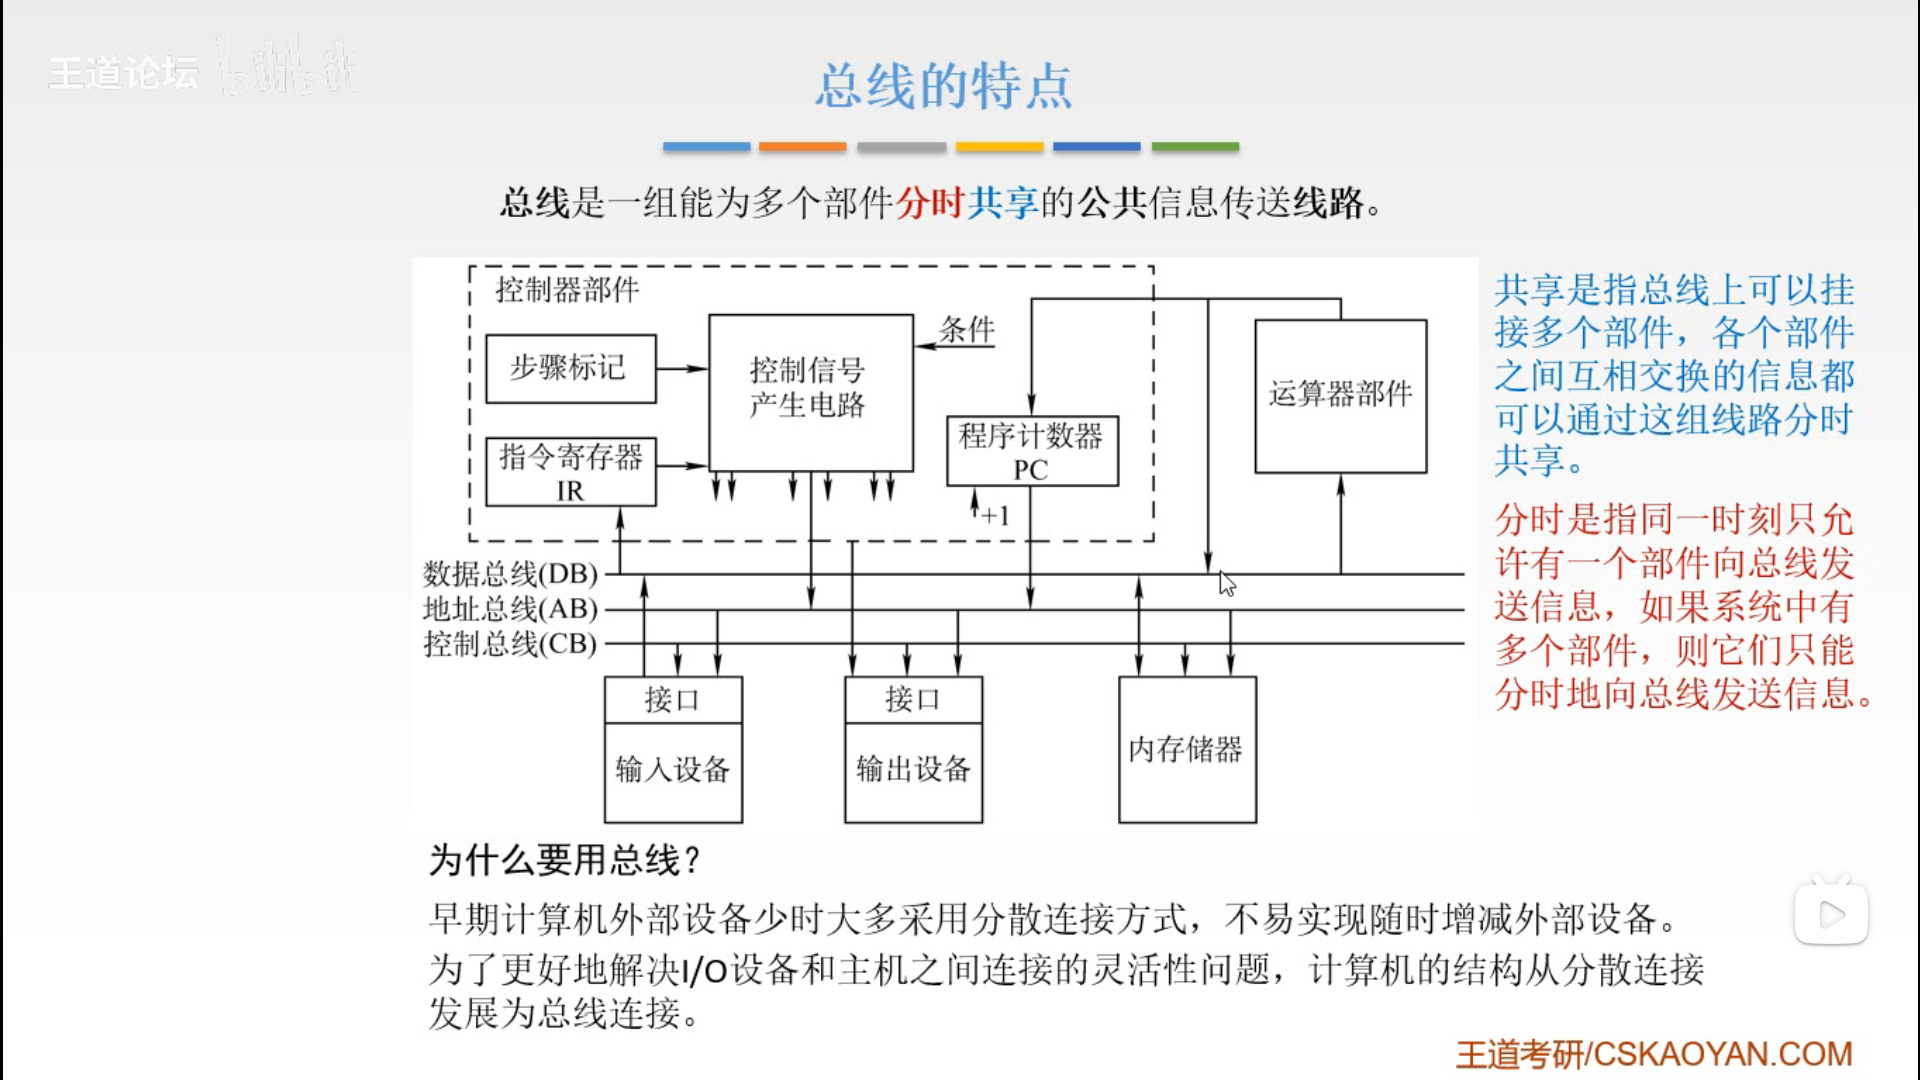 王道论坛 bilibili
总线的特点
总线是一组能为多个部件分时共享的公共信息传送线路。
控制器部件
步骤标记
指令寄存器
IR
控制信号
产生电路
条件
程序计数器
PC
+1
运算器部件
数据总线(DB)
地址总线(AB)
控制总线(CB)
接口
输入设备
接口
输出设备
内存储器
共享是指总线上可以挂
接多个部件，各个部件
之间互相交换的信息都
可以通过这组线路分时
共享。
分时是指同一时刻只允
许有一个部件向总线发
送信息，如果系统中有
多个部件，则它们只能
分时地向总线发送信息。
为什么要用总线？
早期计算机外部设备少时大多采用分散连接方式，不易实现随时增减外部设备。
为了更好地解决I/O设备和主机之间连接的灵活性问题，计算机的结构从分散连接
发展为总线连接。
王道考研/CSKAOYAN.COM